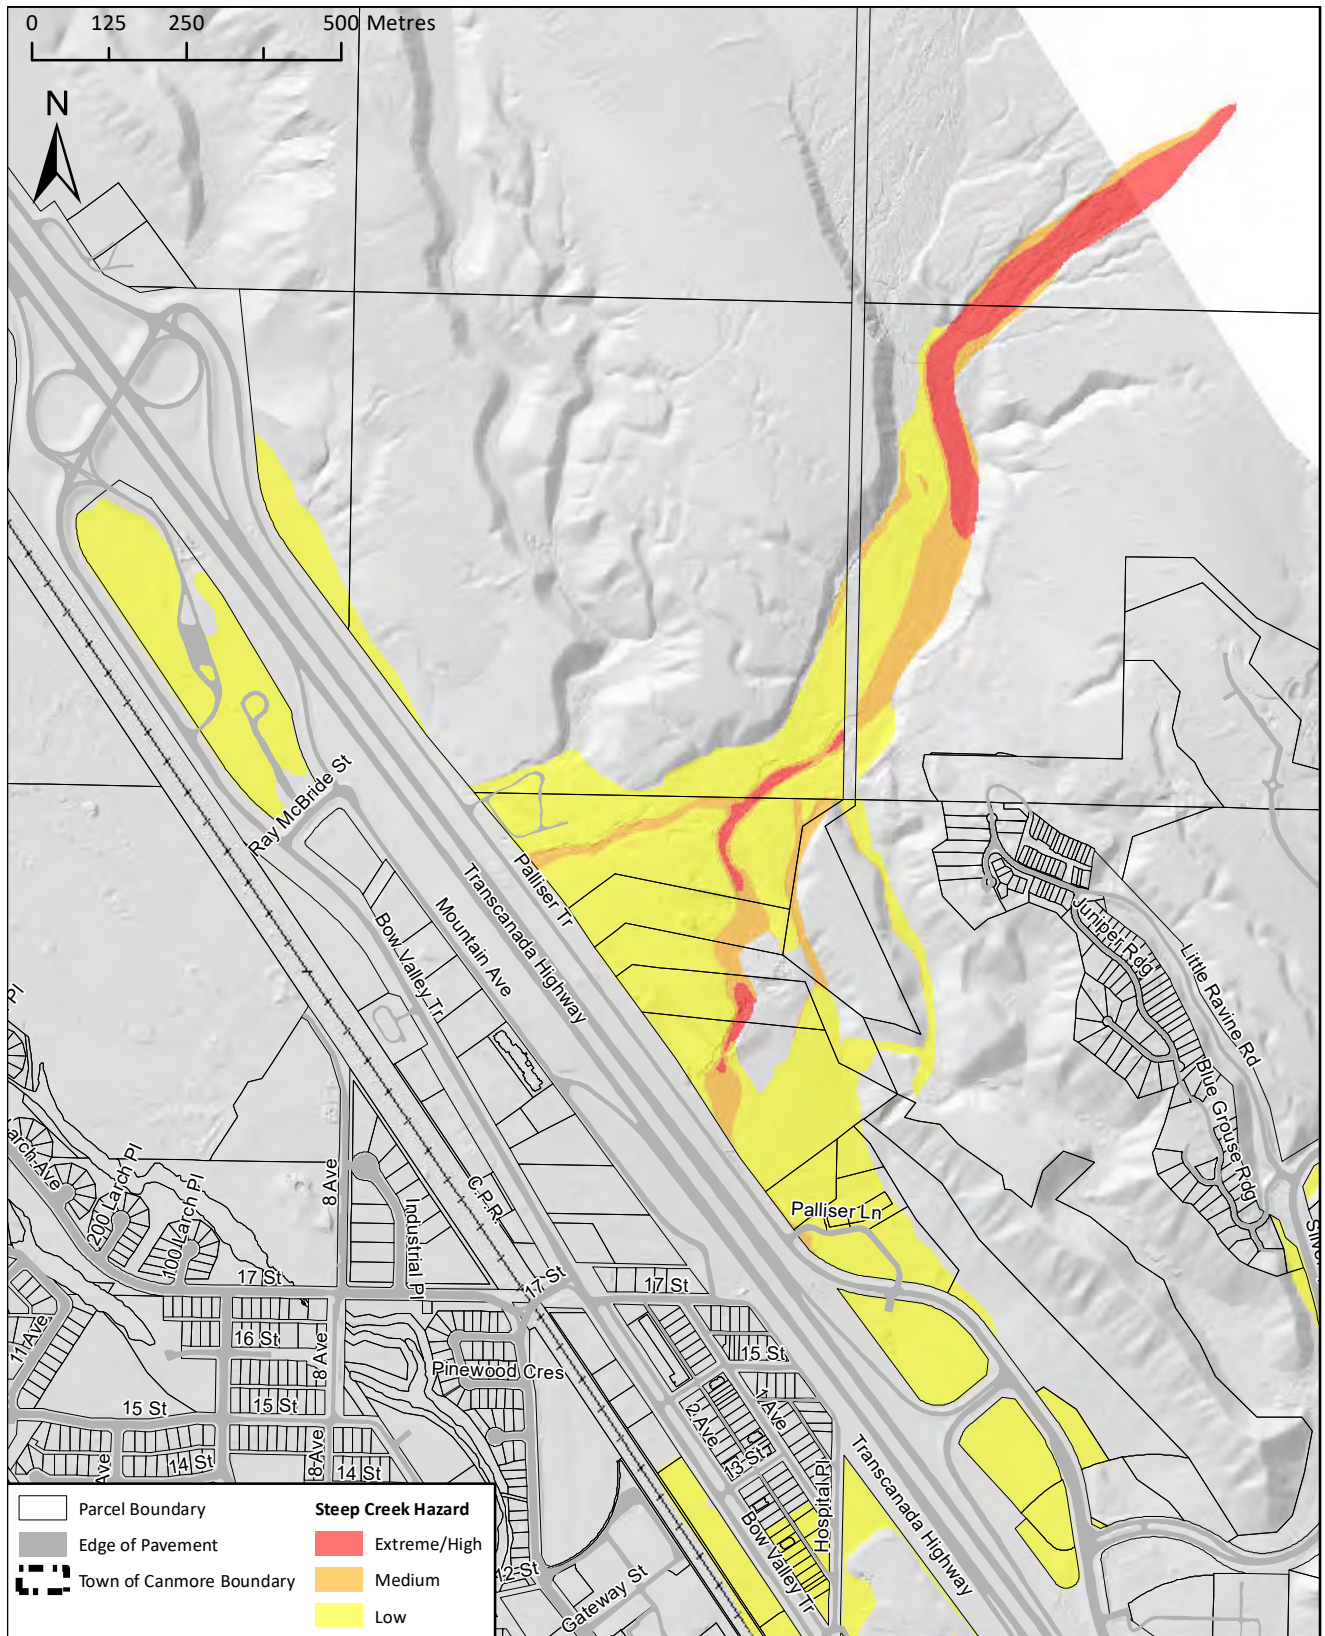 0 125 250 500 Metres
N
Ray McBride St
Palliser Tr
Transcanada Highway
Mountain Ave
Bow Valley Tr
Juniper Rdg
Little Ravine Rd
Blue Grouse Rdg
Pl
200 Larch Pl
100 Larch Pl
8 Ave
Industrial Pl
C.P.R.
Palliser Ln
17 St
17 St
17 St
11 Ave
16 St
8 Ave
Pinewood Cres
15 St
1 Ave
15 St
15 St
2 Ave
13 St
Ave
14 St
8 Ave
14 St
Hospital Pl
Transcanada Highway
Bow Valley Tr
12 St
Gateway St
Parcel Boundary
Edge of Pavement
Town of Canmore Boundary
Steep Creek Hazard
Extreme/High
Medium
Low